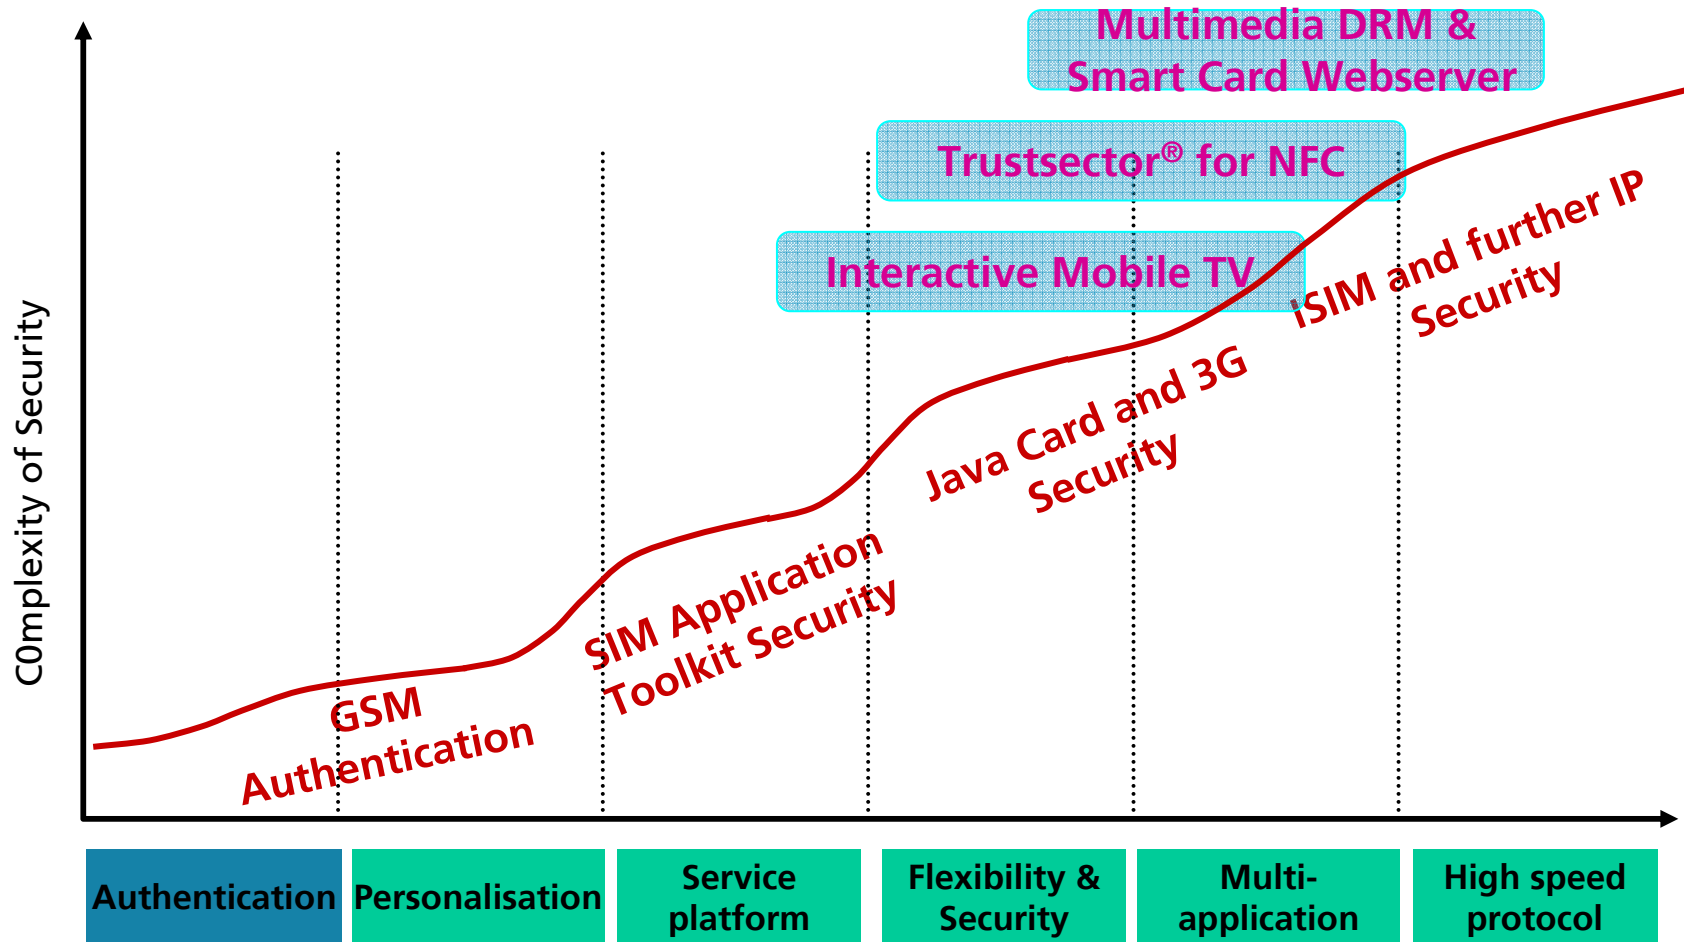 Multimedia DRM &
Smart Card Webserver
Trustsector® for NFC
Interactive Mobile TV
iSIM and further IP
Security
Java Card and 3G
Security
SIM Application
Toolkit Security
GSM
Authentication
C0mplexity of Security
Authentication
Personalisation
Service
platform
Flexibility &
Security
Multi-
application
High speed
protocol